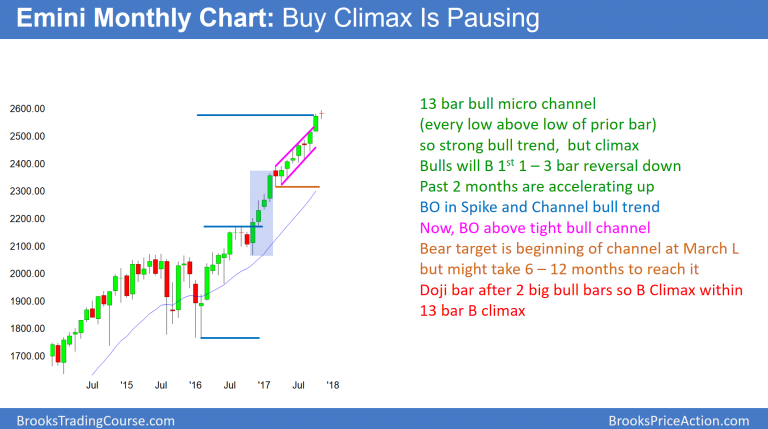 Emini Monthly Chart: Buy Climax Is Pausing
13 bar bull micro channel
(every low above low of prior bar)
so strong bull trend, but climax
Bulls will B 1st 1 – 3 bar reversal down
Past 2 months are accelerating up
BO in Spike and Channel bull trend
Now, BO above tight bull channel
Bear target is beginning of channel at March L
but might take 6 – 12 months to reach it
Doji bar after 2 big bull bars so B Climax within
13 bar B climax
2600.00
2500.00
2400.00
2300.00
2200.00
2100.00
2000.00
1900.00
1800.00
1700.00
Jul '15 Jul '16 Jul '17 Jul '18
BrooksTradingCourse.com BrooksPriceAction.com